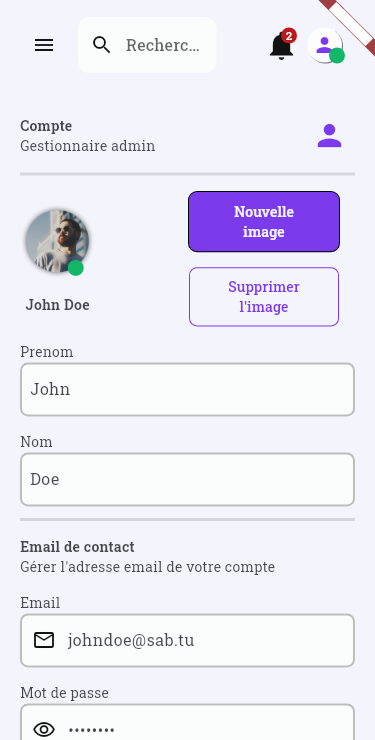 Recherc...
2
Compte
Gestionnaire admin
Nouvelle
image
Supprimer
l'image
John Doe
Prenom
John
Nom
Doe
Email de contact
Gérer l'adresse email de votre compte
Email
johndoe@sab.tu
Mot de passe
••••••••